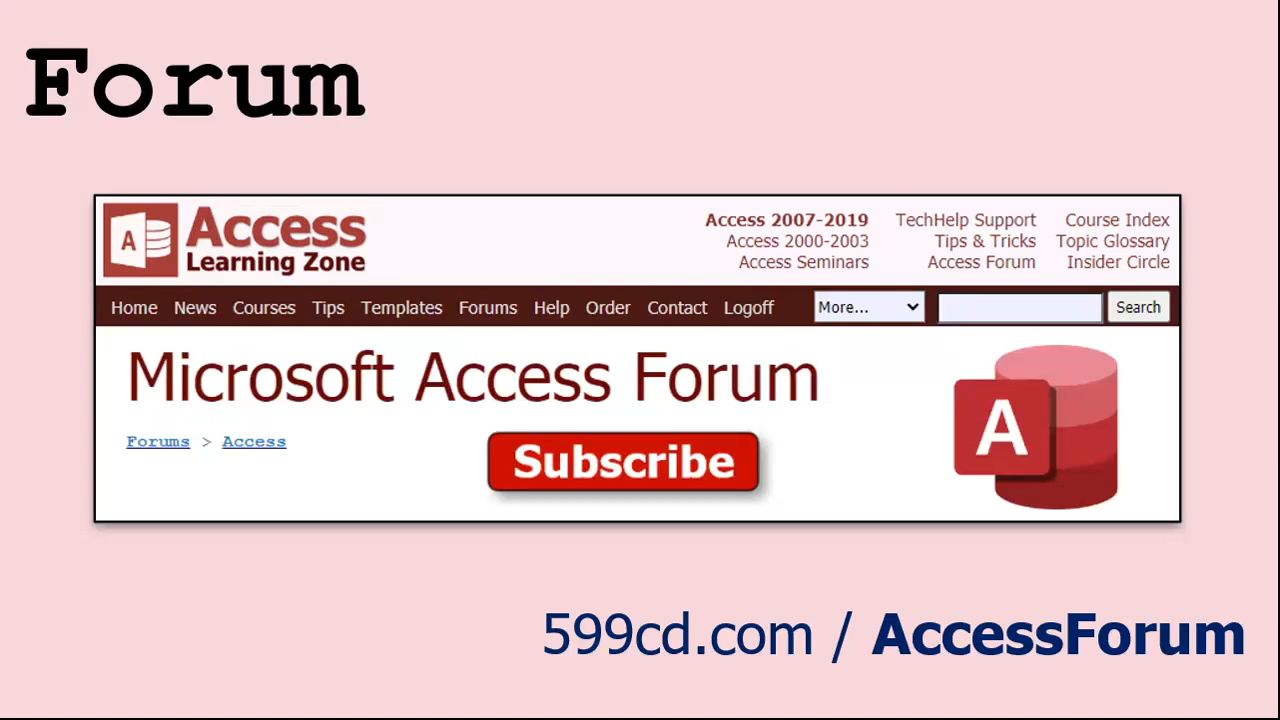 Forum
A
Access
Learning Zone
Access 2007-2019 TechHelp Support Course Index
Access 2000-2003 Tips & Tricks Topic Glossary
Access Seminars Access Forum Insider Circle
Home News Courses Tips Templates Forums Help Order Contact Logoff More... Search
Microsoft Access Forum
Forums > Access
Subscribe
A
599cd.com / AccessForum